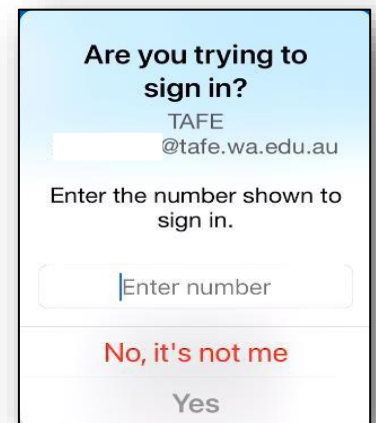 Are you trying to
sign in?
TAFE
@tafe.wa.edu.au
Enter the number shown to
sign in.
Enter number
No, it's not me
Yes